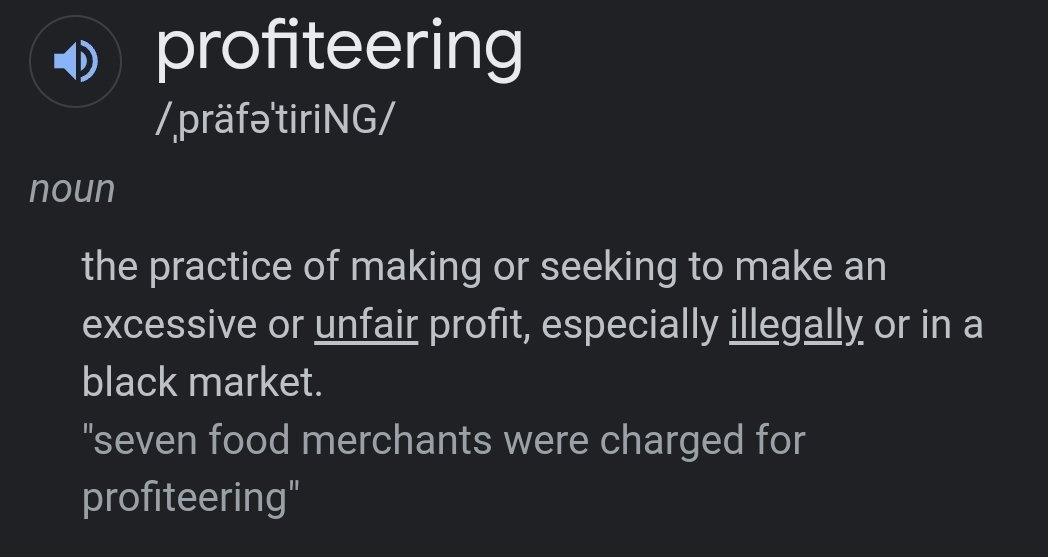 profiteering
/ˌpräfəˈtiriNG/
noun
the practice of making or seeking to make an
excessive or unfair profit, especially illegally or in a
black market.
"seven food merchants were charged for
profiteering"